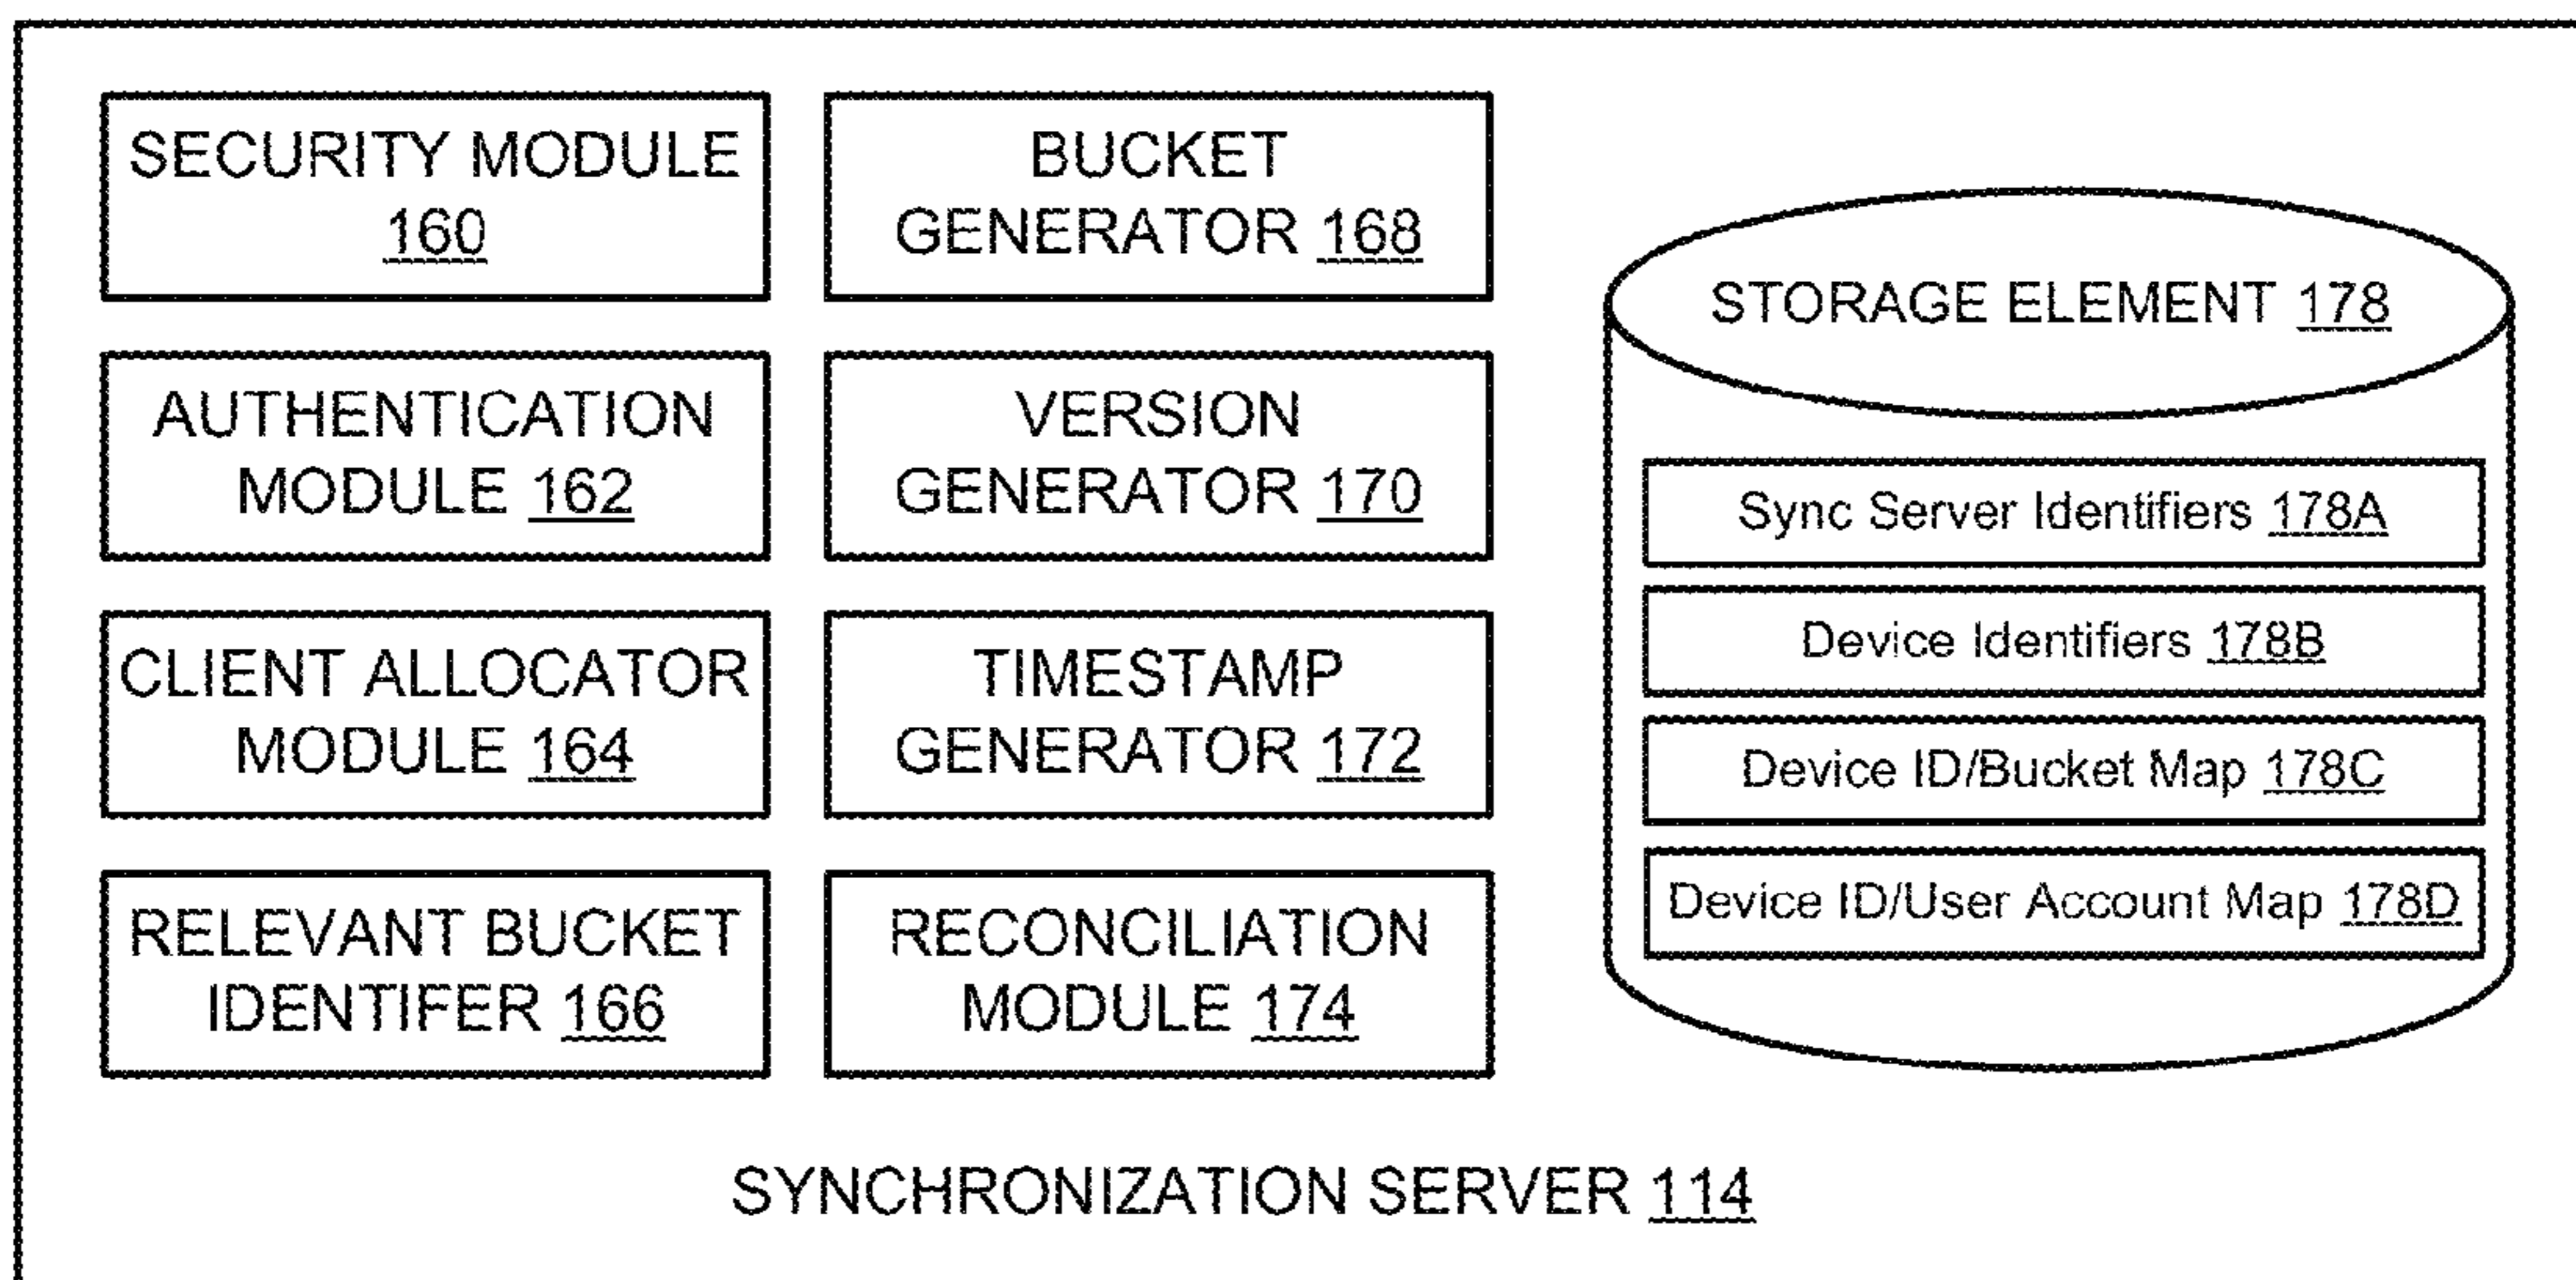 SECURITY MODULE
160
BUCKET
GENERATOR 168
AUTHENTICATION
MODULE 162
VERSION
GENERATOR 170
CLIENT ALLOCATOR
MODULE 164
TIMESTAMP
GENERATOR 172
RELEVANT BUCKET
IDENTIFER 166
RECONCILIATION
MODULE 174
STORAGE ELEMENT 178
Sync Server Identifiers 178A
Device Identifiers 178B
Device ID/Bucket Map 178C
Device ID/User Account Map 178D
SYNCHRONIZATION SERVER 114